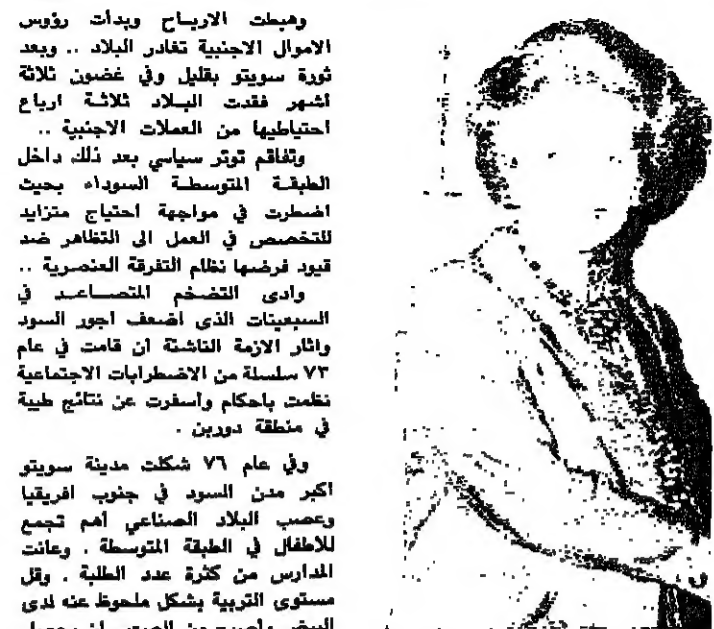 وهبطت الارباح وبدأت رؤوس
الاموال الاجنبية تغادر البلاد .. وبعد
ثورة سويتو بقليل وفي غضون ثلاثة
أشهر فقدت البلاد ثلاثة ارباع
احتياطيها من العملات الاجنبية ..
وتفاقم توتر سياسي بعد ذلك داخل
الطبقة المتوسطة السوداء بحيث
اضطرت في مواجهة احتياج متزايد
للتخصص في العمل الى التظاهر ضد
قيود فرضها نظام التفرقة العنصرية ..
وادى التضخم المتصاعد في
السبعينات الذى اضعف اجور السود
واثار الازمة الناشئة ان قامت في عام
٧٣ سلسلة من الاضطرابات الاجتماعية
نظمت باحكام وأسفرت عن نتائج طيبة
في منطقة دوربن .
وفي عام ٧٦ شكلت مدينة سويتو
اكبر مدن السود في جنوب افريقيا
وعصب البلاد الصناعي أهم تجمع
للاطفال في الطبقة المتوسطة . وعانت
المدارس من كثرة عدد الطلبة . وقل
مستوى التربية بشكل ملحوظ عنه لدى